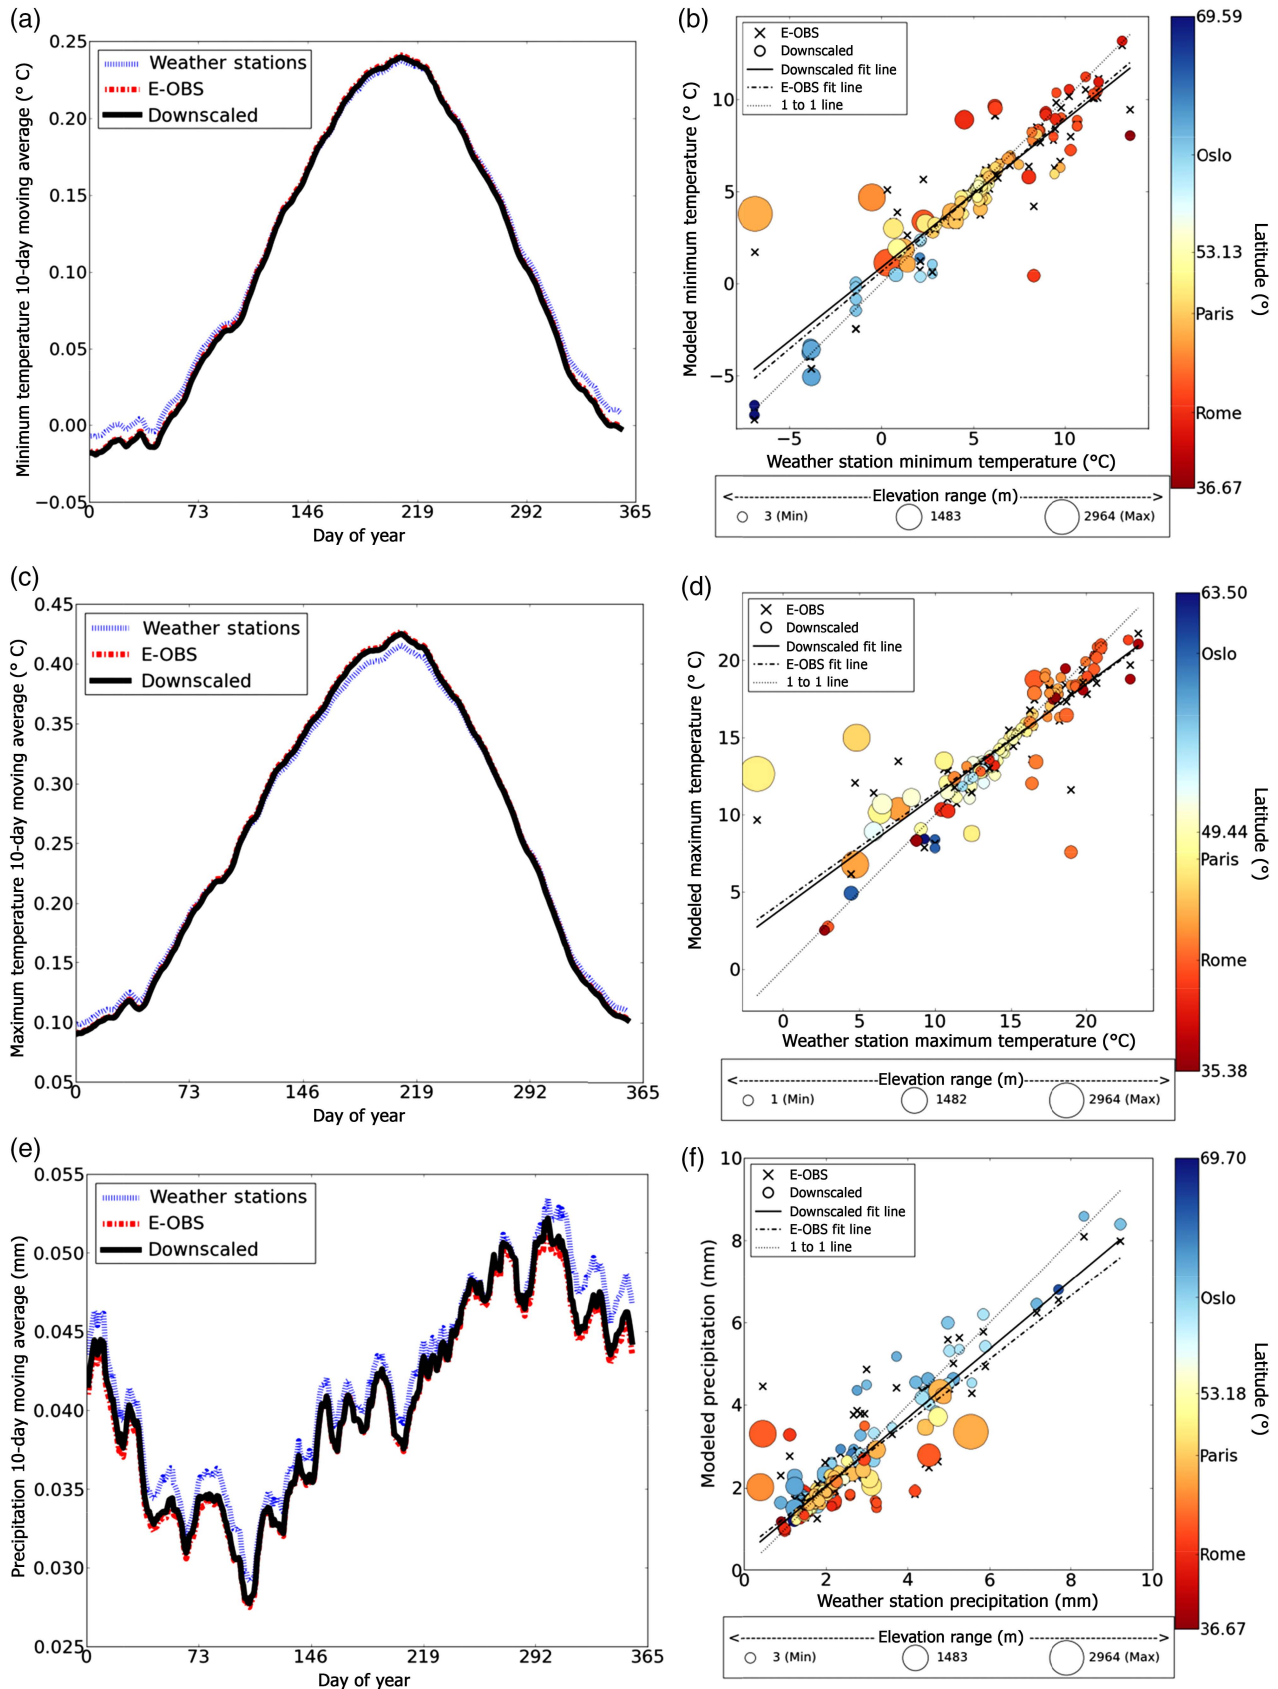 (a)
0.25
0.20
0.15
0.10
0.05
0.00
−0.05
Minimum temperature 10-day moving average (° C)
Weather stations
E-OBS
Downscaled
0 73 146 219 292 365
Day of year
(b)
10
5
0
−5
Modeled minimum temperature (° C)
E-OBS
Downscaled
Downscaled fit line
E-OBS fit line
1 to 1 line
−5 0 5 10
Weather station minimum temperature (°C)
Elevation range (m)
3 (Min) 1483 2964 (Max)
69.59
Oslo
53.13
Paris
Rome
36.67
Latitude (°)
(c)
0.45
0.40
0.35
0.30
0.25
0.20
0.15
0.10
0.05
Maximum temperature 10-day moving average (° C)
Weather stations
E-OBS
Downscaled
0 73 146 219 292 365
Day of year
(d)
20
15
10
5
0
Modeled maximum temperature (° C)
E-OBS
Downscaled
Downscaled fit line
E-OBS fit line
1 to 1 line
0 5 10 15 20
Weather station maximum temperature (°C)
Elevation range (m)
1 (Min) 1482 2964 (Max)
63.50
Oslo
49.44
Paris
Rome
35.38
Latitude (°)
(e)
0.055
0.050
0.045
0.040
0.035
0.030
0.025
Precipitation 10-day moving average (mm)
Weather stations
E-OBS
Downscaled
0 73 146 219 292 365
Day of year
(f)
10
8
6
4
2
0
Modeled precipitation (mm)
E-OBS
Downscaled
Downscaled fit line
E-OBS fit line
1 to 1 line
0 2 4 6 8 10
Weather station precipitation (mm)
Elevation range (m)
3 (Min) 1483 2964 (Max)
69.70
Oslo
53.18
Paris
Rome
36.67
Latitude (°)